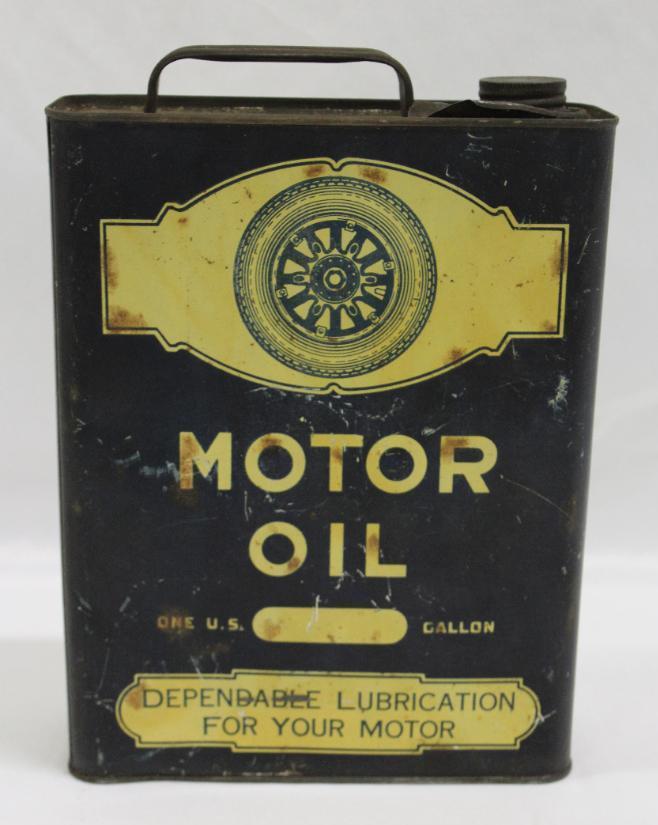 MOTOR
OIL
ONE U.S. GALLON
DEPENDABLE LUBRICATION
FOR YOUR MOTOR